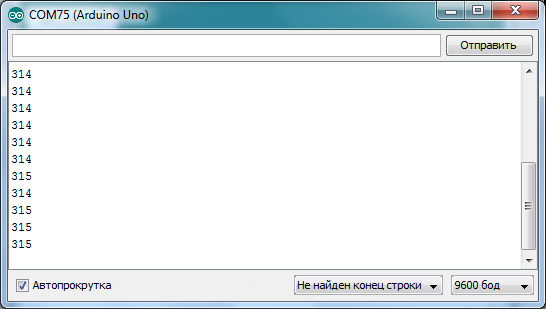 COM75 (Arduino Uno)
Отправить
314
314
314
314
314
314
315
314
315
315
315
Автопрокрутка
Не найден конец строки
9600 бод